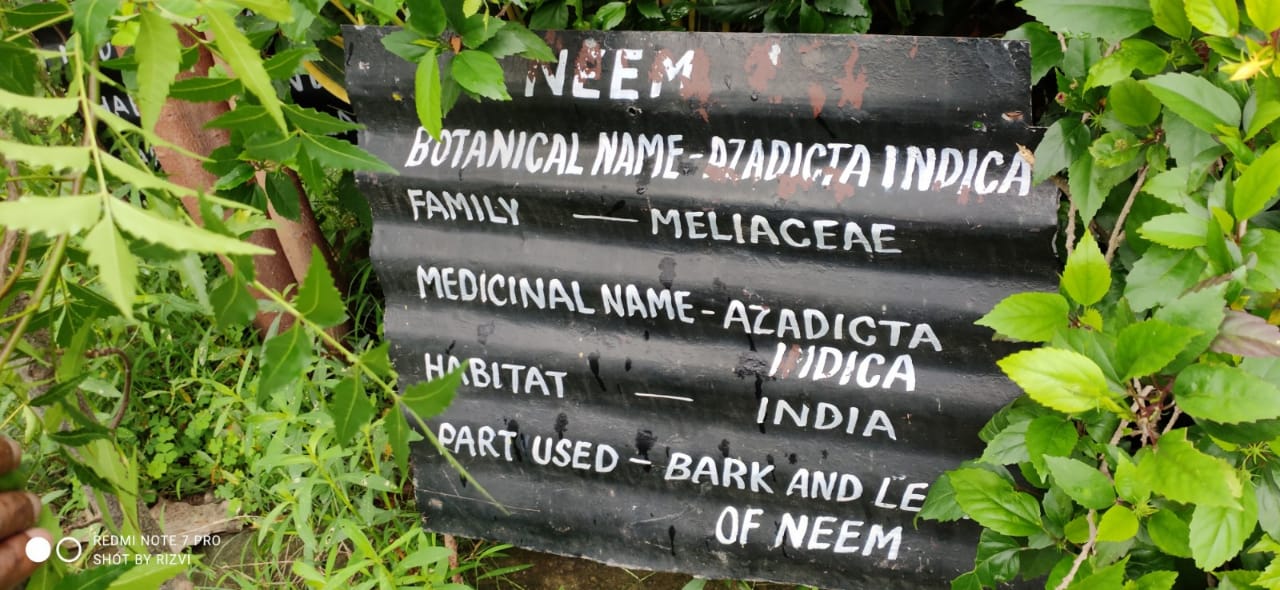 NEEM
BOTANICAL NAME - AZADICTA INDICA
FAMILY — MELIACEAE
MEDICINAL NAME - AZADICTA
INDICA
HABITAT — INDIA
PART USED - BARK AND LE
OF NEEM
REDMI NOTE 7 PRO
SHOT BY RIZVI